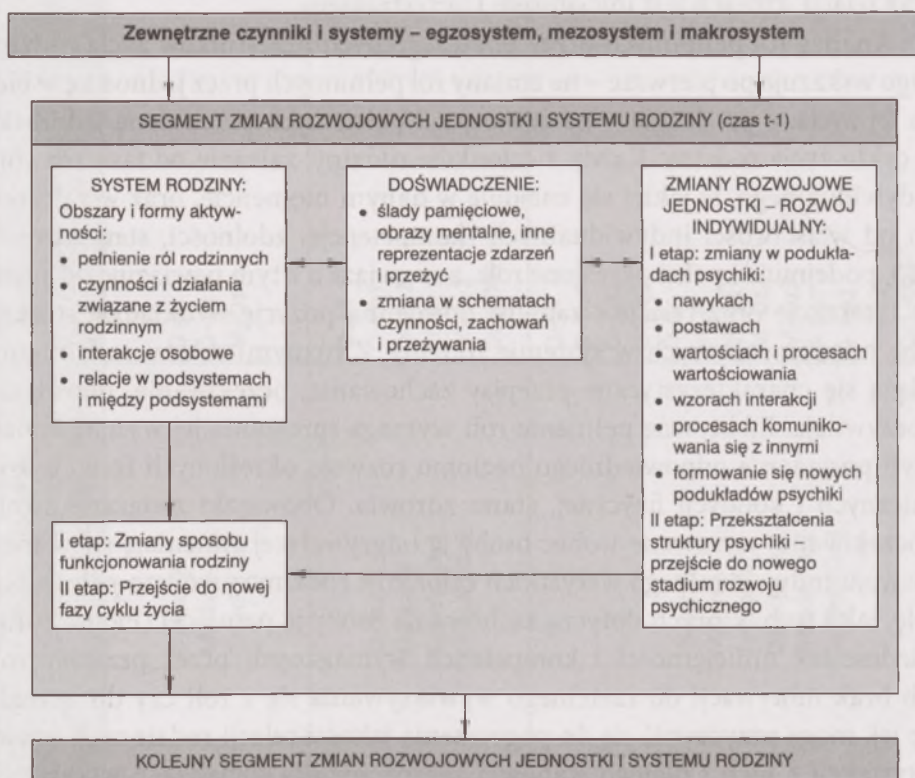 Zewnętrzne czynniki i systemy – egzosystem, mezosystem i makrosystem
SEGMENT ZMIAN ROZWOJOWYCH JEDNOSTKI I SYSTEMU RODZINY (czas t-1)
SYSTEM RODZINY:
Obszary i formy aktyw-
ności:
• pełnienie ról rodzinnych
• czynności i działania
związane z życiem
rodzinnym
• interakcje osobowe
• relacje w podsystemach
i między podsystemami
DOŚWIADCZENIE:
• ślady pamięciowe,
obrazy mentalne, inne
reprezentacje zdarzeń
i przeżyć
• zmiana w schematach
czynności, zachowań
i przeżywania
ZMIANY ROZWOJOWE
JEDNOSTKI - ROZWÓJ
INDYWIDUALNY:
I etap: zmiany w podukła-
dach psychiki:
• nawykach
• postawach
• wartościach i procesach
wartościowania
• wzorach interakcji
• procesach komuniko-
wania się z innymi
• formowanie się nowych
podukładów psychiki
II etap: Przekształcenia
struktury psychiki –
przejście do nowego
stadium rozwoju
psychicznego
I etap: Zmiany sposobu
funkcjonowania rodziny
II etap: Przejście do nowej
fazy cyklu życia
KOLEJNY SEGMENT ZMIAN ROZWOJOWYCH JEDNOSTKI I SYSTEMU RODZINY